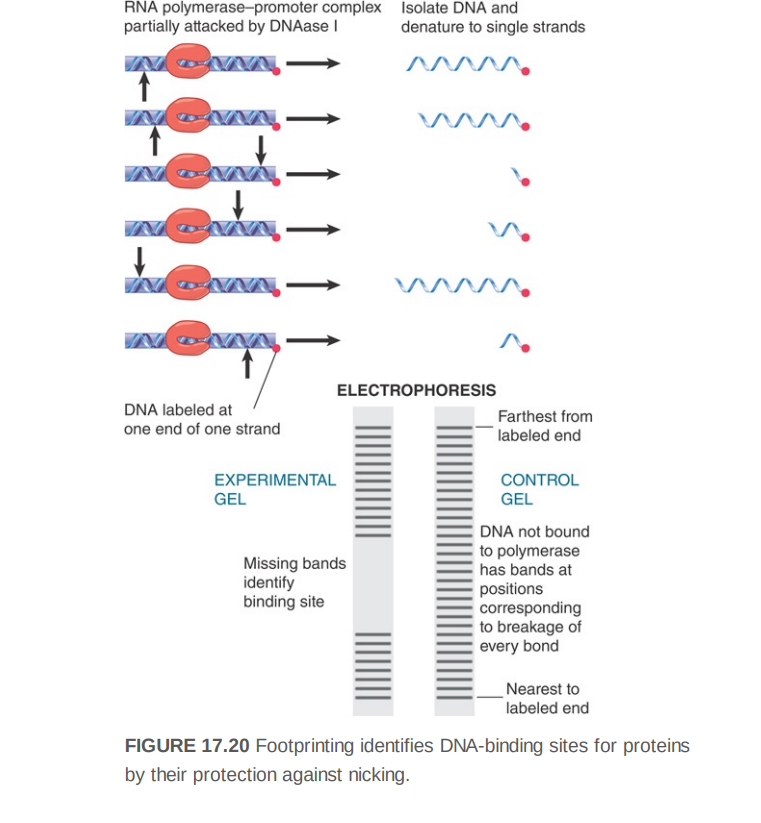 RNA polymerase–promoter complex
partially attacked by DNAase I
Isolate DNA and
denature to single strands
DNA labeled at
one end of one strand
ELECTROPHORESIS
Farthest from
labeled end
EXPERIMENTAL
GEL
CONTROL
GEL
Missing bands
identify
binding site
DNA not bound
to polymerase
has bands at
positions
corresponding
to breakage of
every bond
Nearest to
labeled end
FIGURE 17.20 Footprinting identifies DNA-binding sites for proteins
by their protection against nicking.